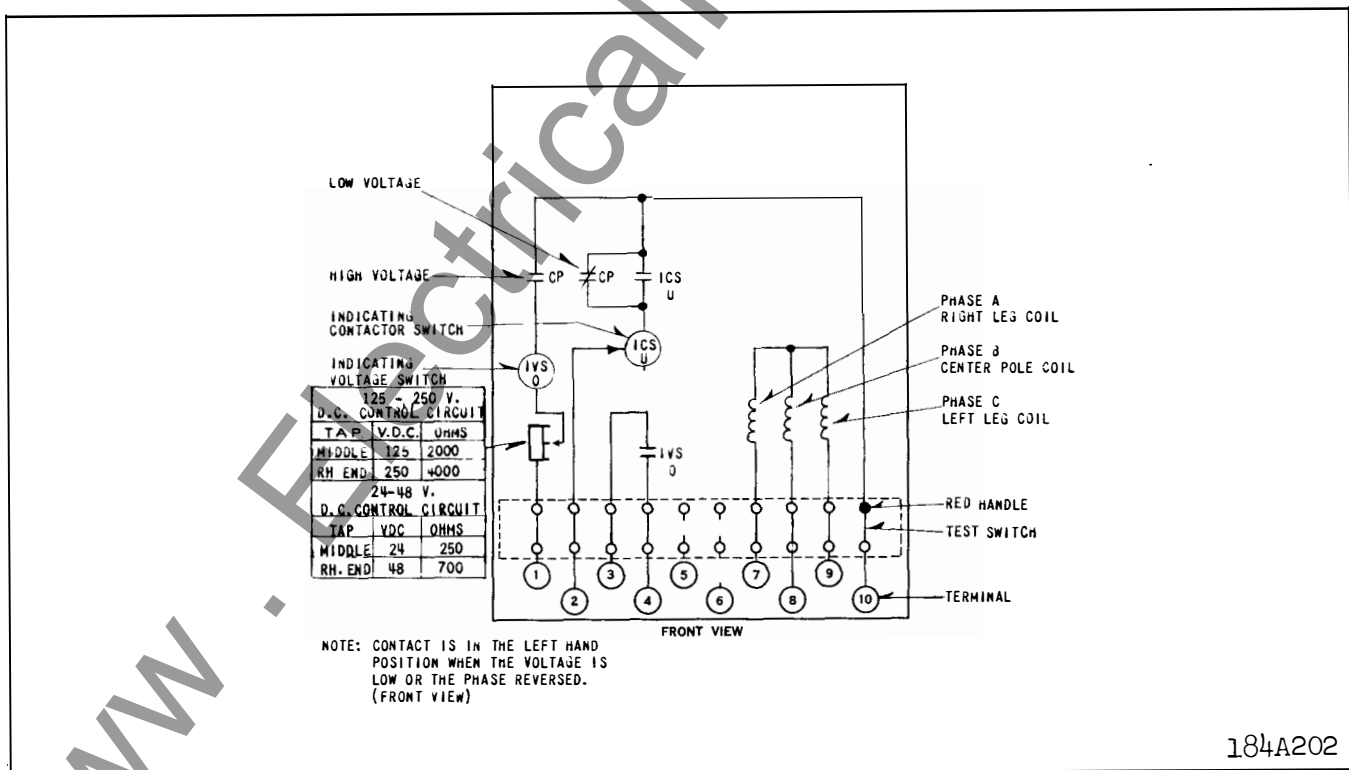 www. Electrical
LOW VOLTAGE
HIGH VOLTAGE
CP
CP
ICS
U
INDICATING
CONTACTOR SWITCH
ICS
U
INDICATING
VOLTAGE SWITCH
IVS
O
125 - 250 V.
D.C. CONTROL CIRCUIT
TAP V.D.C. OHMS
MIDDLE 125 2000
RH END 250 4000
24-48 V.
D.C. CONTROL CIRCUIT
TAP VDC OHMS
MIDDLE 24 250
RH. END 48 700
IVS
O
PHASE A
RIGHT LEG COIL
PHASE B
CENTER POLE COIL
PHASE C
LEFT LEG COIL
RED HANDLE
TEST SWITCH
TERMINAL
1 2 3 4 5 6 7 8 9 10
FRONT VIEW
NOTE: CONTACT IS IN THE LEFT HAND
POSITION WHEN THE VOLTAGE IS
LOW OR THE PHASE REVERSED.
(FRONT VIEW)
184A202